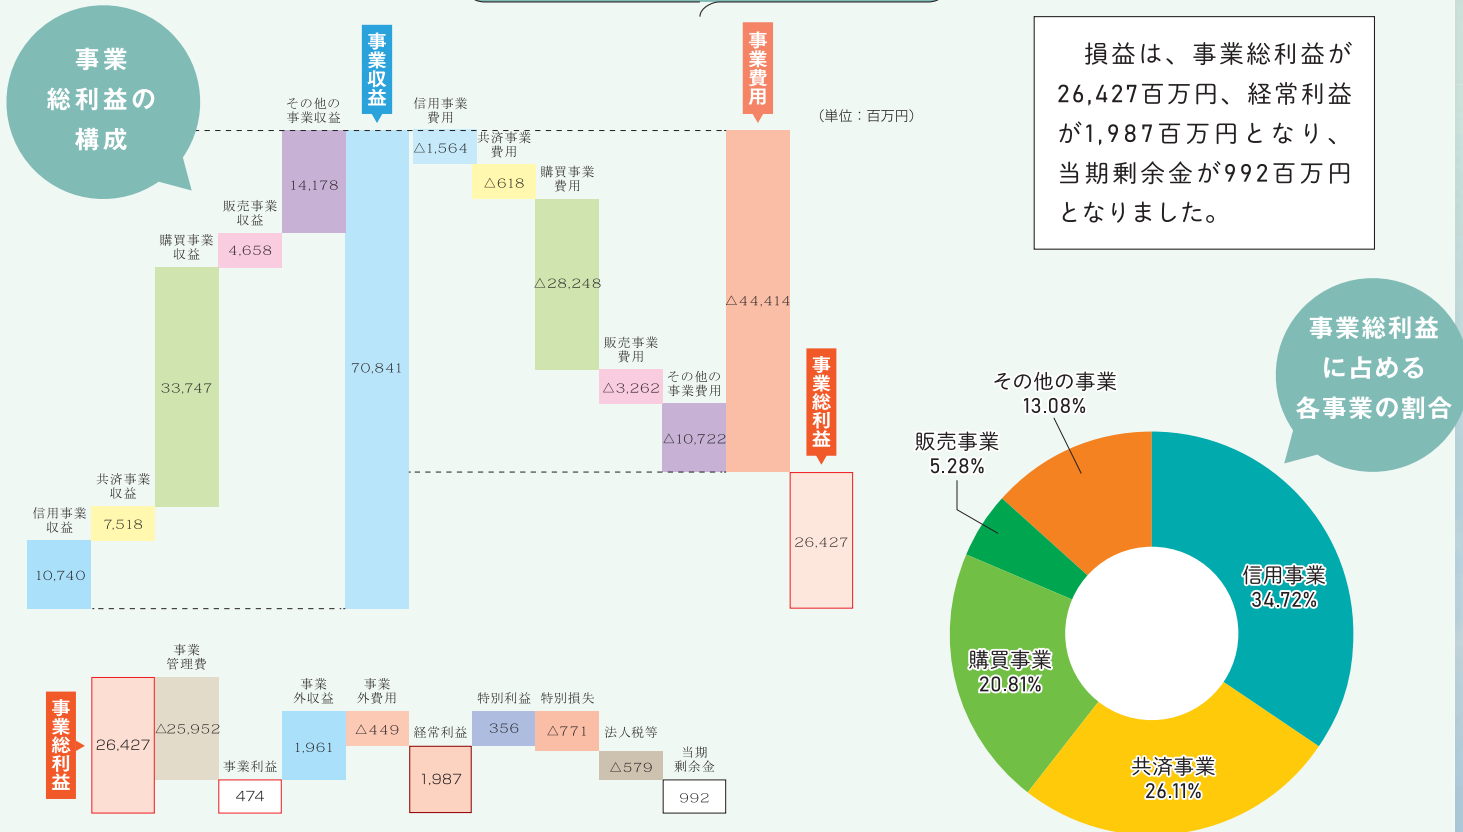 事業
総利益の
構成
事業収益
事業費用
(単位：百万円)
損益は、事業総利益が
26,427百万円、経常利益
が1,987百万円となり、
当期剰余金が992百万円
となりました。
信用事業
収益
10,740
共済事業
収益
7,518
購買事業
収益
33,747
販売事業
収益
4,658
その他の
事業収益
14,178
70,841
信用事業
費用
△1,564
共済事業
費用
△618
購買事業
費用
△28,248
販売事業
費用
△3,262
その他の
事業費用
△10,722
△44,414
事業総利益
26,427
事業総利益
26,427
事業
管理費
△25,952
事業利益
474
事業
外収益
1,961
事業
外費用
△449
経常利益
1,987
特別利益
356
特別損失
△771
法人税等
△579
当期
剰余金
992
事業総利益
に占める
各事業の割合
その他の事業
13.08%
販売事業
5.28%
信用事業
34.72%
購買事業
20.81%
共済事業
26.11%